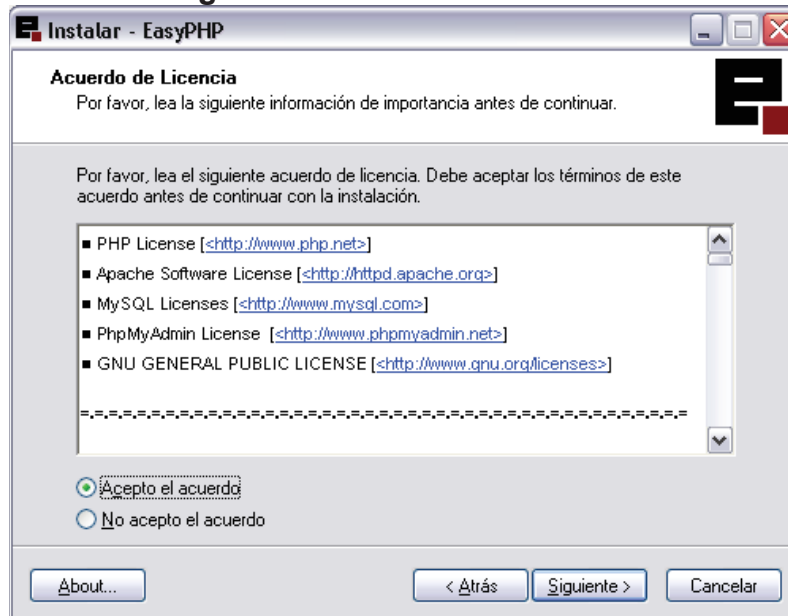 Instalar - EasyPHP
Acuerdo de Licencia
Por favor, lea la siguiente información de importancia antes de continuar.
Por favor, lea el siguiente acuerdo de licencia. Debe aceptar los términos de este
acuerdo antes de continuar con la instalación.
■ PHP License [<http://www.php.net>]
■ Apache Software License [<http://httpd.apache.org>]
■ MySQL Licenses [<http://www.mysql.com>]
■ PhpMyAdmin License [<http://www.phpmyadmin.net>]
■ GNU GENERAL PUBLIC LICENSE [<http://www.gnu.org/licenses>]
=.=.=.=.=.=.=.=.=.=.=.=.=.=.=.=.=.=.=.=.=.=.=.=.=.=.=.=.=.=.=.=.=.=.=.=.=.=.=.=.=.=.=
Acepto el acuerdo
No acepto el acuerdo
About... < Atrás Siguiente > Cancelar